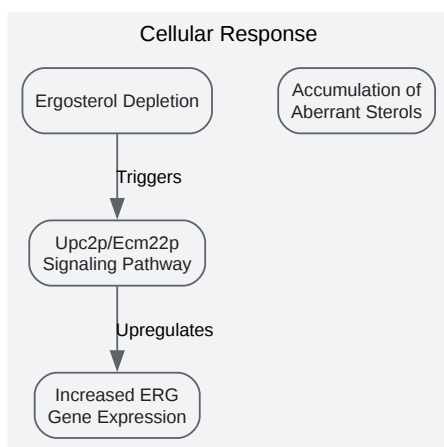 Cellular Response
Ergosterol Depletion
Accumulation of
Aberrant Sterols
Triggers
Upc2p/Ecm22p
Signaling Pathway
Upregulates
Increased ERG
Gene Expression